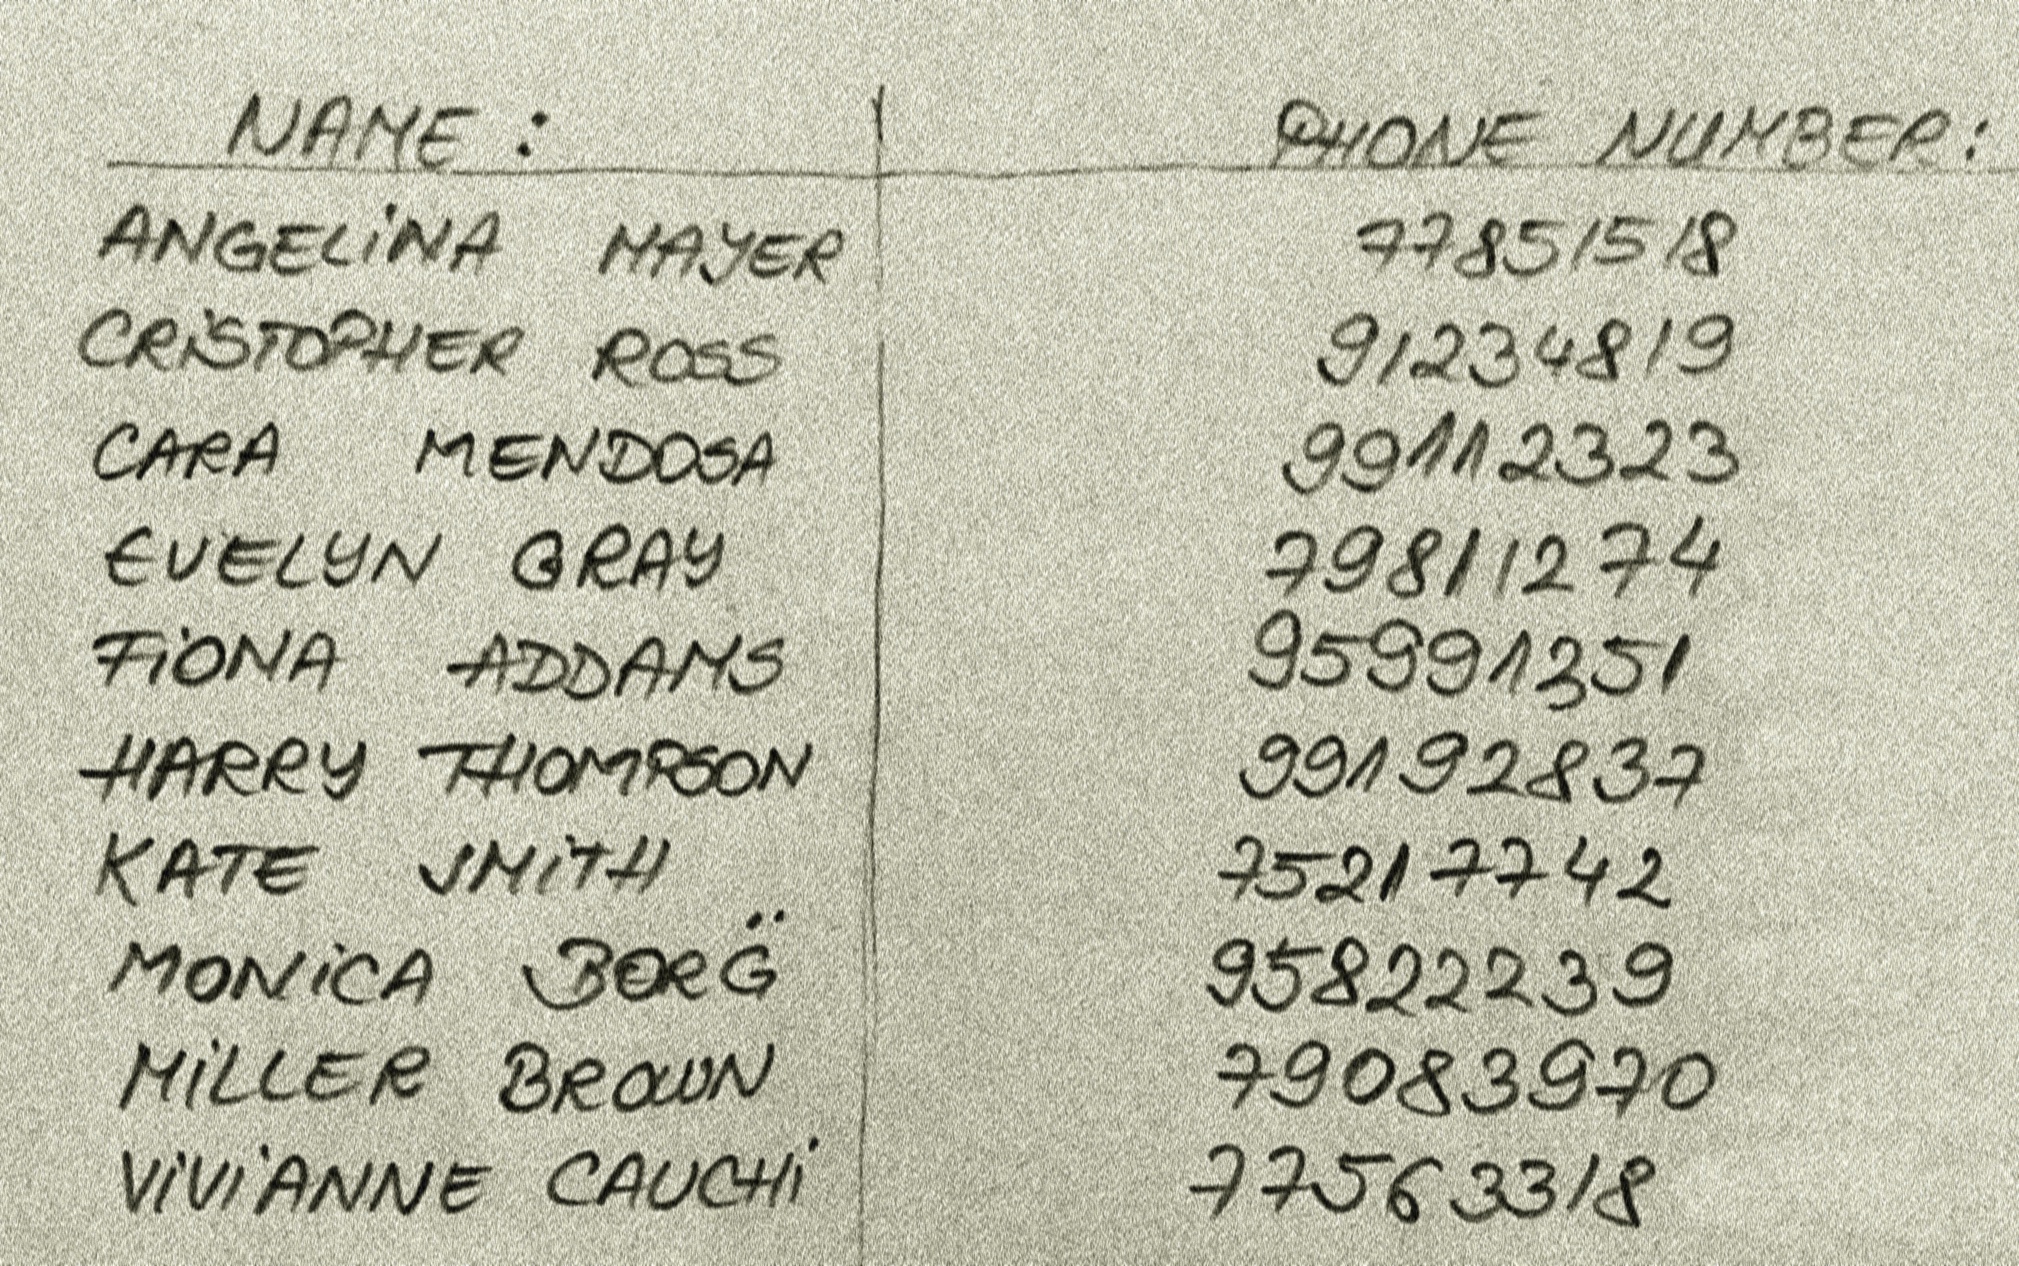 NAME : PHONE NUMBER:
ANGELiNA MAYER 77851518
CRiSTOPHER ROSS 91234819
CARA MENDOSA 99112323
EVELYN GRAY 79811274
FiONA ADDAMS 95991351
HARRY THOMPSON 99192837
KATE SMiTH 75217742
MONiCA BORG̈ 95822239
MiLLER BROWN 79083970
ViViANNE CAUCHi 77563318